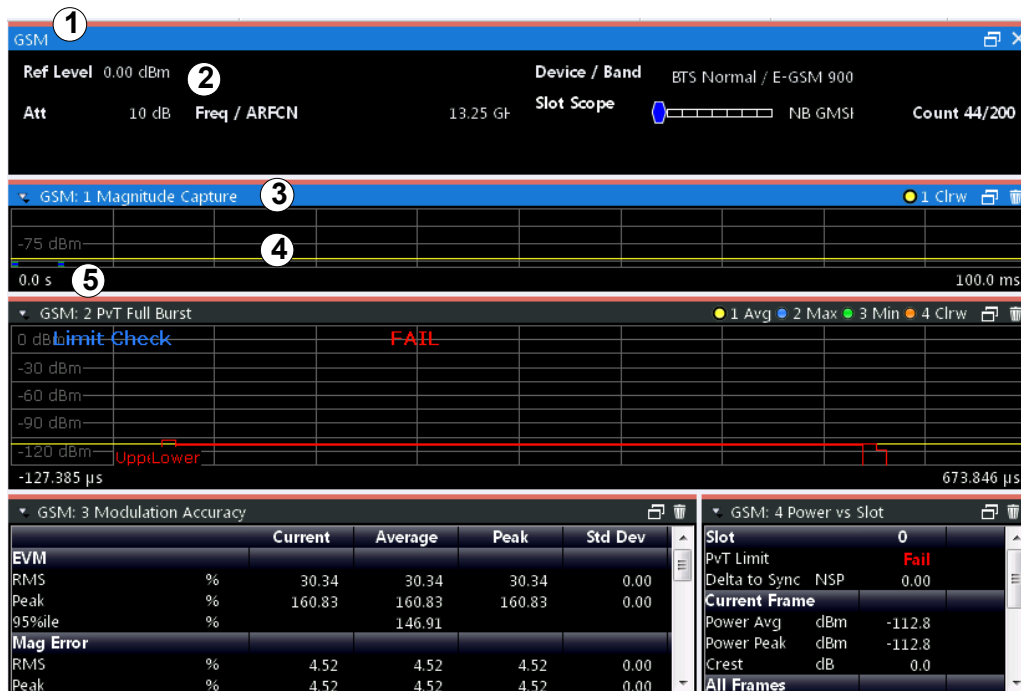 1
GSM
Ref Level 0.00 dBm
2
Device / Band BTS Normal / E-GSM 900
Att 10 dB Freq / ARFCN 13.25 GH
Slot Scope NB GMSK Count 44/200
GSM: 1 Magnitude Capture 3 1 Clrw
-75 dBm
4
0.0 s 5 100.0 ms
GSM: 2 PvT Full Burst 1 Avg 2 Max 3 Min 4 Clrw
0 dB Limit Check FAIL
-30 dBm
-60 dBm
-90 dBm
-120 dBm
Upp Lower
-127.385 µs 673.846 µs
GSM: 3 Modulation Accuracy
Current Average Peak Std Dev
EVM
RMS % 30.34 30.34 30.34 0.00
Peak % 160.83 160.83 160.83 0.00
95%ile % 146.91
Mag Error
RMS % 4.52 4.52 4.52 0.00
Peak % 4.52 4.52 4.52 0.00
GSM: 4 Power vs Slot
Slot 0
PvT Limit Fail
Delta to Sync NSP 0.00
Current Frame
Power Avg dBm -112.8
Power Peak dBm -112.8
Crest dB 0.0
All Frames